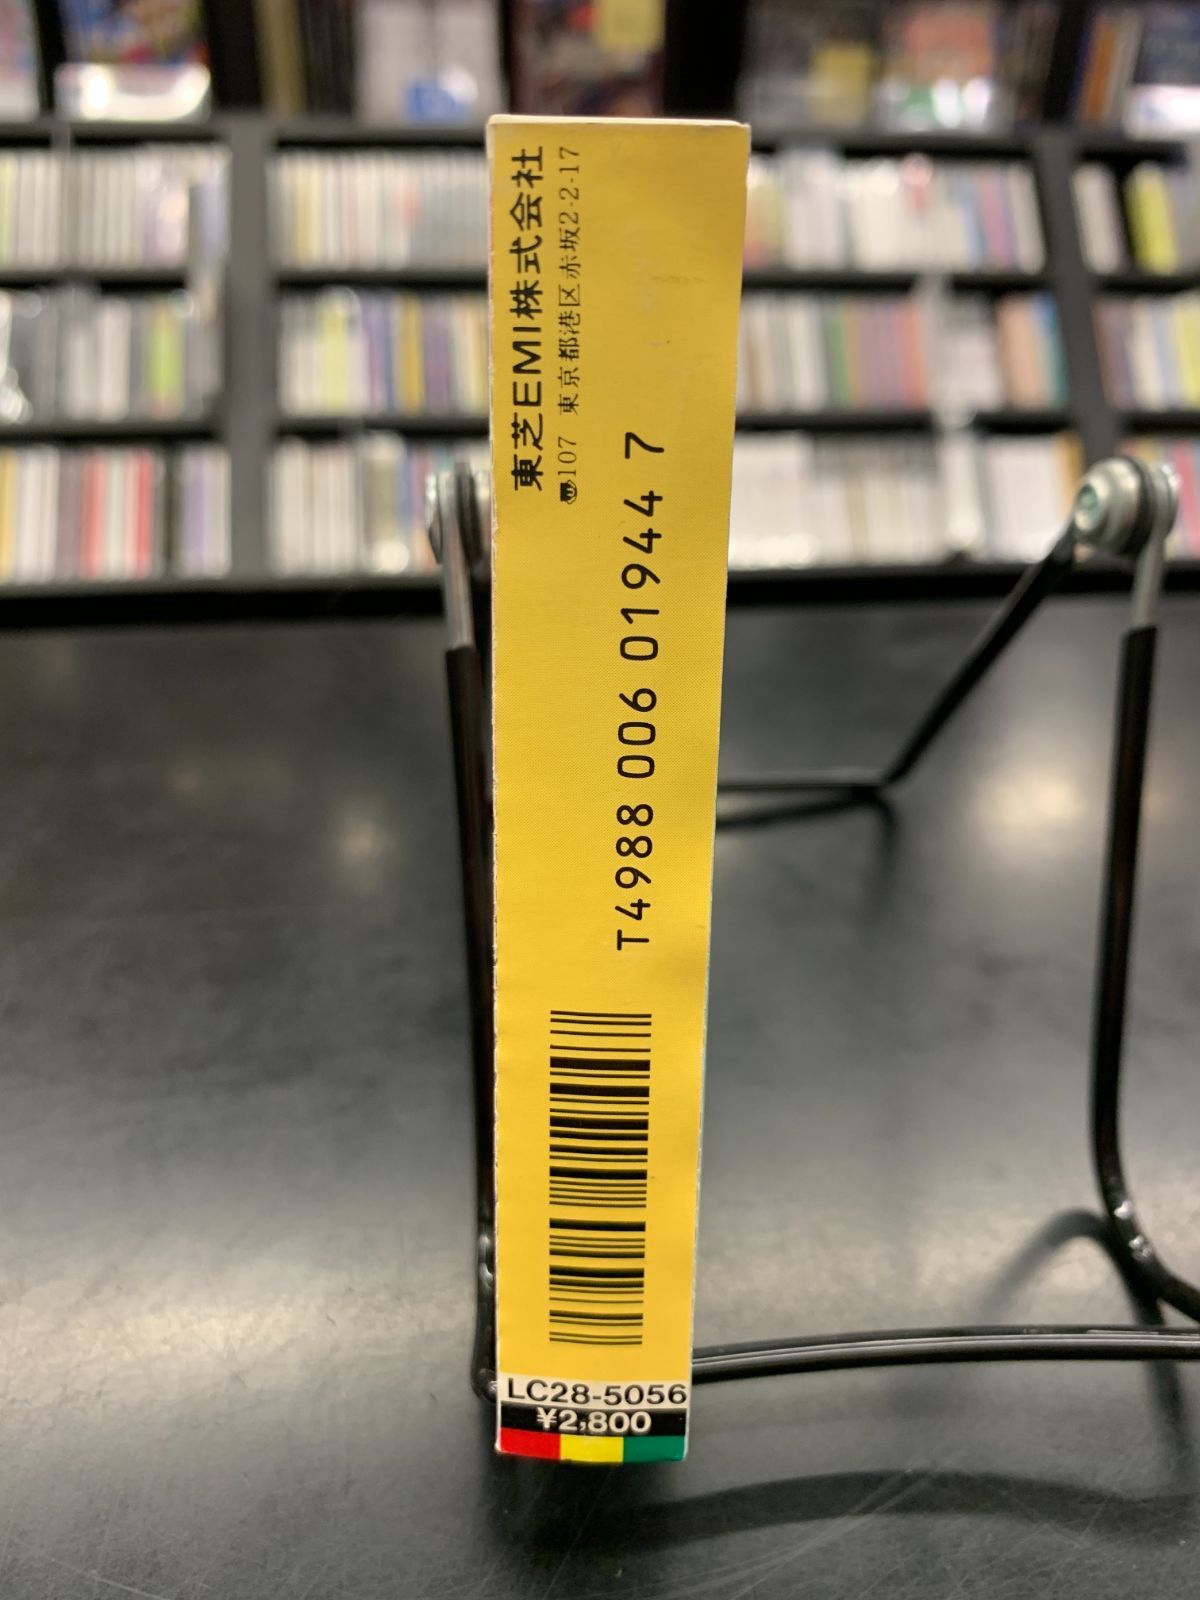 東芝EMI株式会社
〠107 東京都港区赤坂2-2-17
T4988 006 01944 7
LC28-5056
¥2,800